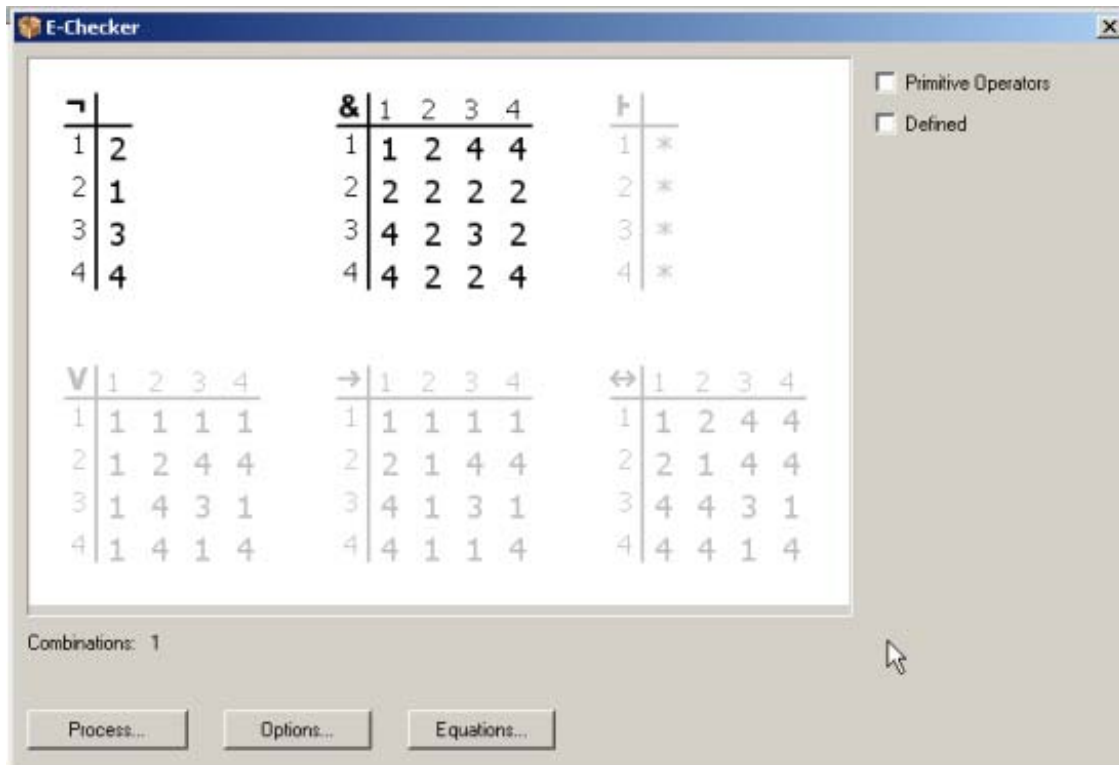 E-Checker
¬
1 2
2 1
3 3
4 4
& 1 2 3 4
1 1 2 4 4
2 2 2 2 2
3 4 2 3 2
4 4 2 2 4
⊦
1 *
2 *
3 *
4 *
Primitive Operators
Defined
V 1 2 3 4
1 1 1 1 1
2 1 2 4 4
3 1 4 3 1
4 1 4 1 4
→ 1 2 3 4
1 1 1 1 1
2 2 1 4 4
3 4 1 3 1
4 4 1 1 4
↔ 1 2 3 4
1 1 2 4 4
2 2 1 4 4
3 4 4 3 1
4 4 4 1 4
Combinations: 1
Process... Options... Equations...